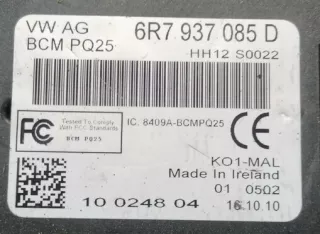 VW AG 6R7 937 085 D
BCM PQ25 HH12 S0022
FC Tested To Comply With FCC Standards
BCM PQ25
IC: 8409A-BCMPQ25
CE
KO1-MAL
Made In Ireland
01 0502
10 0248 04 16.10.10